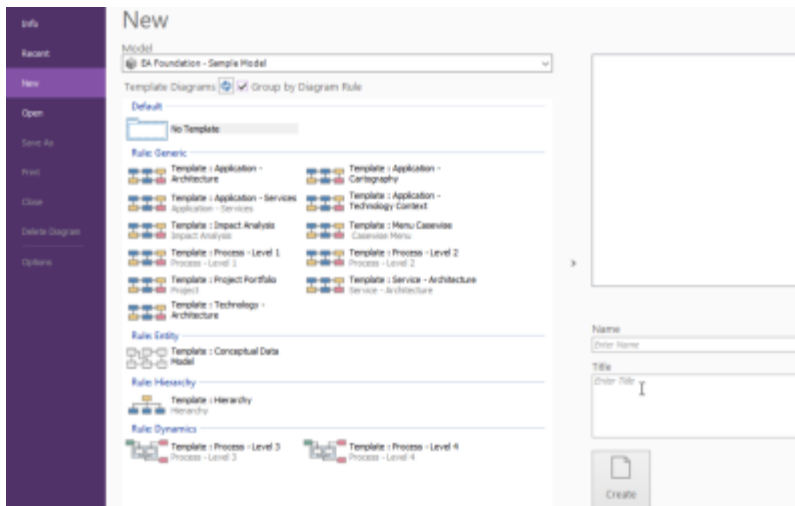 Info
Recent
New
Open
Save As
Print
Close
Delete Diagram
Options
New
Model
EA Foundation - Sample Model
Template Diagrams Group by Diagram Rule
Default
No Template
Rule: Generic
Template : Application - Architecture
Template : Application - Cartography
Template : Application - Services
Application - Services
Template : Application - Technology Context
Template : Impact Analysis
Impact Analysis
Template : Menu Casewise
Casewise Menu
Template : Process - Level 1
Process - Level 1
Template : Process - Level 2
Process - Level 2
Template : Project Portfolio
Project
Template : Service - Architecture
Service - Architecture
Template : Technology - Architecture
Rule: Entity
Template : Conceptual Data Model
Rule: Hierarchy
Template : Hierarchy
Hierarchy
Rule: Dynamics
Template : Process - Level 3
Process - Level 3
Template : Process - Level 4
Process - Level 4
Name
Enter Name
Title
Enter Title
Create